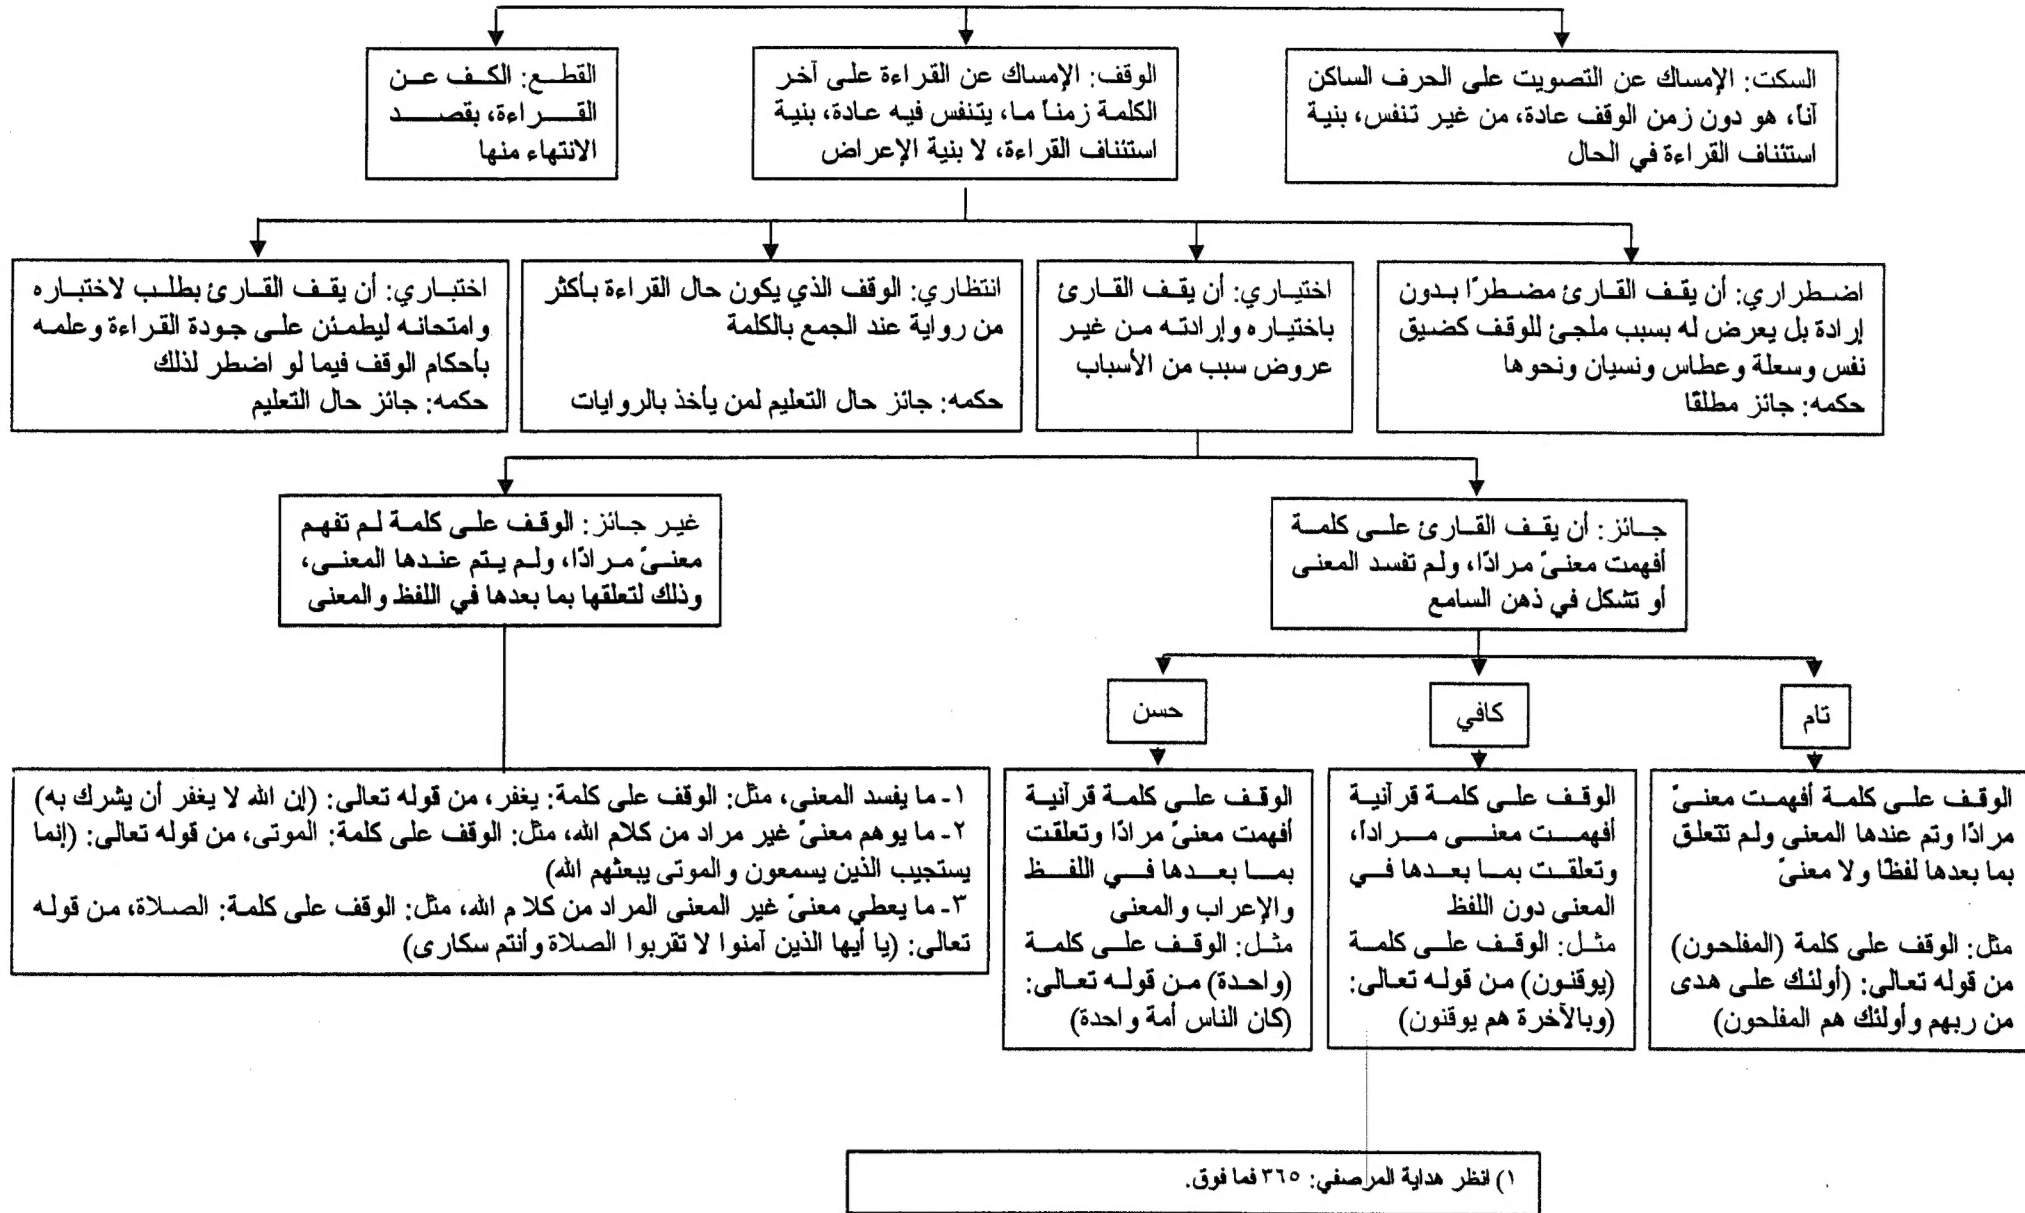 السكت: الإمساك عن التصويت على الحرف الساكن
آناً، هو دون زمن الوقف عادة، من غير تنفس، بنية
استئناف القراءة في الحال
الوقف: الإمساك عن القراءة على آخر
الكلمة زمناً ما، يتنفس فيه عادة، بنية
استئناف القراءة، لا بنية الإعراض
القطع: الكف عن
القراءة، بقصد
الانتهاء منها
اضطراري: أن يقف القارئ مضطرًا بدون
إرادة بل يعرض له بسبب ملجئ للوقف كضيق
نفس وسعلة وعطاس ونسيان ونحوها
حكمه: جائز مطلقًا
اختياري: أن يقف القارئ
باختياره وإرادته من غير
عروض سبب من الأسباب
انتظاري: الوقف الذي يكون حال القراءة بأكثر
من رواية عند الجمع بالكلمة
حكمه: جائز حال التعليم لمن يأخذ بالروايات
اختباري: أن يقف القارئ بطلب لاختباره
وامتحانه ليطمئن على جودة القراءة وعلمه
بأحكام الوقف فيما لو اضطر لذلك
حكمه: جائز حال التعليم
جائز: أن يقف القارئ على كلمة
أفهمت معنىً مرادًا، ولم تفسد المعنى
أو تشكل في ذهن السامع
غير جائز: الوقف على كلمة لم تفهم
معنىً مرادًا، ولم يتم عندها المعنى،
وذلك لتعلقها بما بعدها في اللفظ والمعنى
تام
كافي
حسن
الوقف على كلمة أفهمت معنىً
مرادًا وتم عندها المعنى ولم تتعلق
بما بعدها لفظًا ولا معنىً
مثل: الوقف على كلمة (المفلحون)
من قوله تعالى: (أولئك على هدى
من ربهم وأولئك هم المفلحون)
الوقف على كلمة قرآنية
أفهمت معنى مراداً،
وتعلقت بما بعدها في
المعنى دون اللفظ
مثل: الوقف على كلمة
(يوقنون) من قوله تعالى:
(وبالآخرة هم يوقنون)
الوقف على كلمة قرآنية
أفهمت معنىً مرادًا وتعلقت
بما بعدها في اللفظ
والإعراب والمعنى
مثل: الوقف على كلمة
(واحدة) من قوله تعالى:
(كان الناس أمة واحدة)
١- ما يفسد المعنى، مثل: الوقف على كلمة: يغفر، من قوله تعالى: (إن الله لا يغفر أن يشرك به)
٢- ما يوهم معنىً غير مراد من كلام الله، مثل: الوقف على كلمة: الموتى، من قوله تعالى: (إنما
يستجيب الذين يسمعون والموتى يبعثهم الله)
٣- ما يعطي معنىً غير المعنى المراد من كلام الله، مثل: الوقف على كلمة: الصلاة، من قوله
تعالى: (يا أيها الذين آمنوا لا تقربوا الصلاة وأنتم سكارى)
١) انظر هداية المرصفي: ٣٦٥ فما فوق.